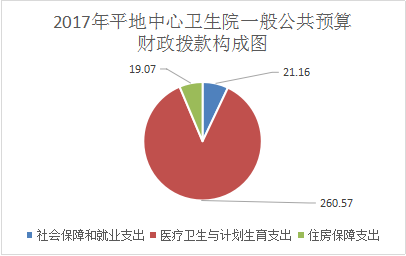 2017年平地中心卫生院一般公共预算
财政拨款构成图
19.07
21.16
260.57
社会保障和就业支出 医疗卫生与计划生育支出 住房保障支出